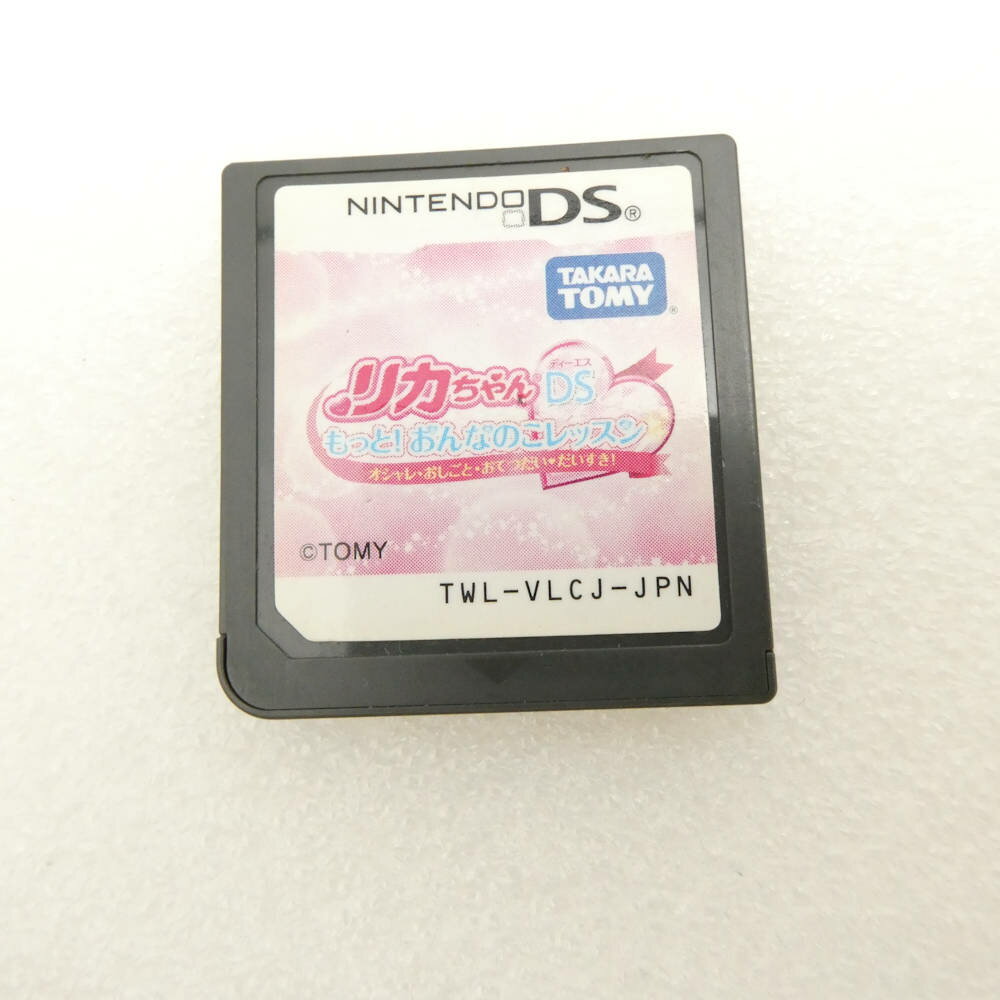 NINTENDO DS®
TAKARA TOMY®
リカちゃん DS
ディーエス
もっと！おんなのこレッスン
オシャレ・おしごと・おてつだい♥だいすき！
©TOMY
TWL-VLCJ-JPN